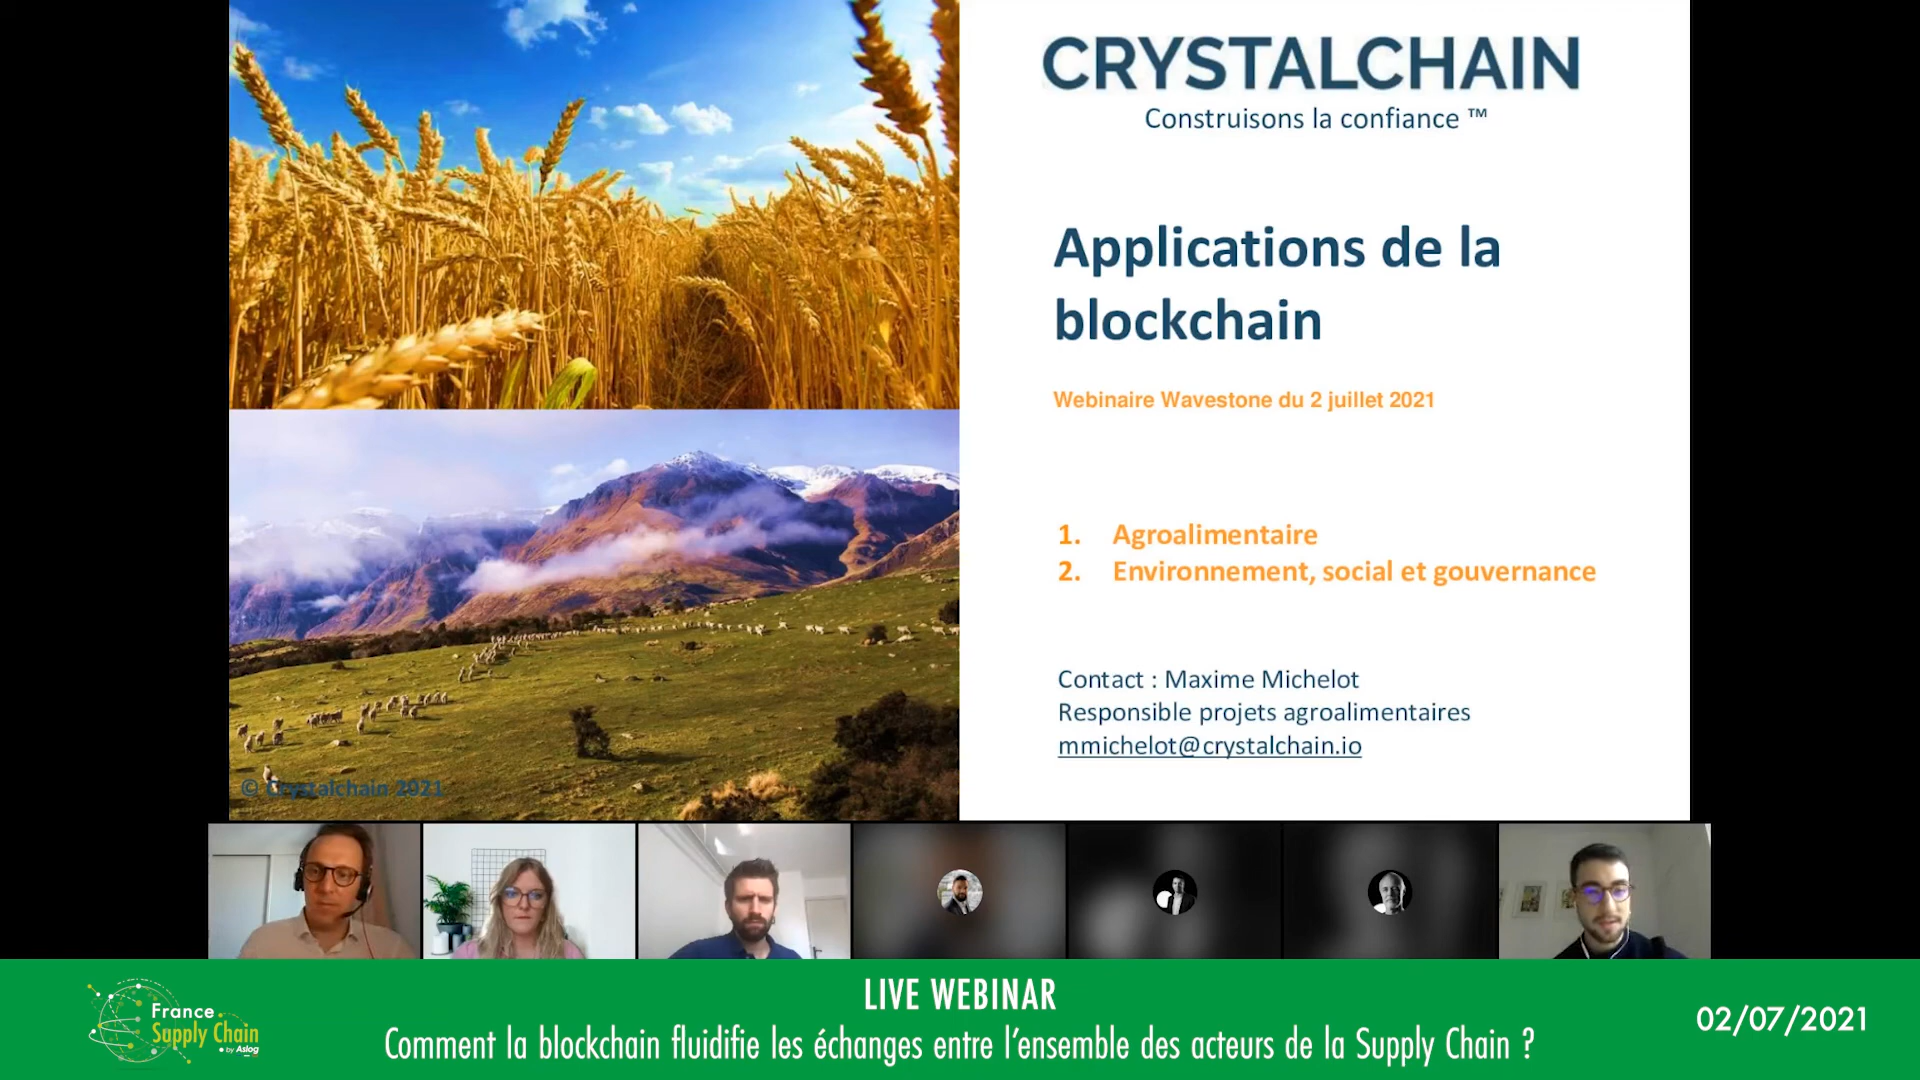 CRYSTALCHAIN
Construisons la confiance ™
Applications de la
blockchain
Webinaire Wavestone du 2 juillet 2021
1. Agroalimentaire
2. Environnement, social et gouvernance
Contact : Maxime Michelot
Responsible projets agroalimentaires
mmichelot@crystalchain.io
© Crystalchain 2021
France
Supply Chain
by Aslog
LIVE WEBINAR
Comment la blockchain fluidifie les échanges entre l'ensemble des acteurs de la Supply Chain ?
02/07/2021